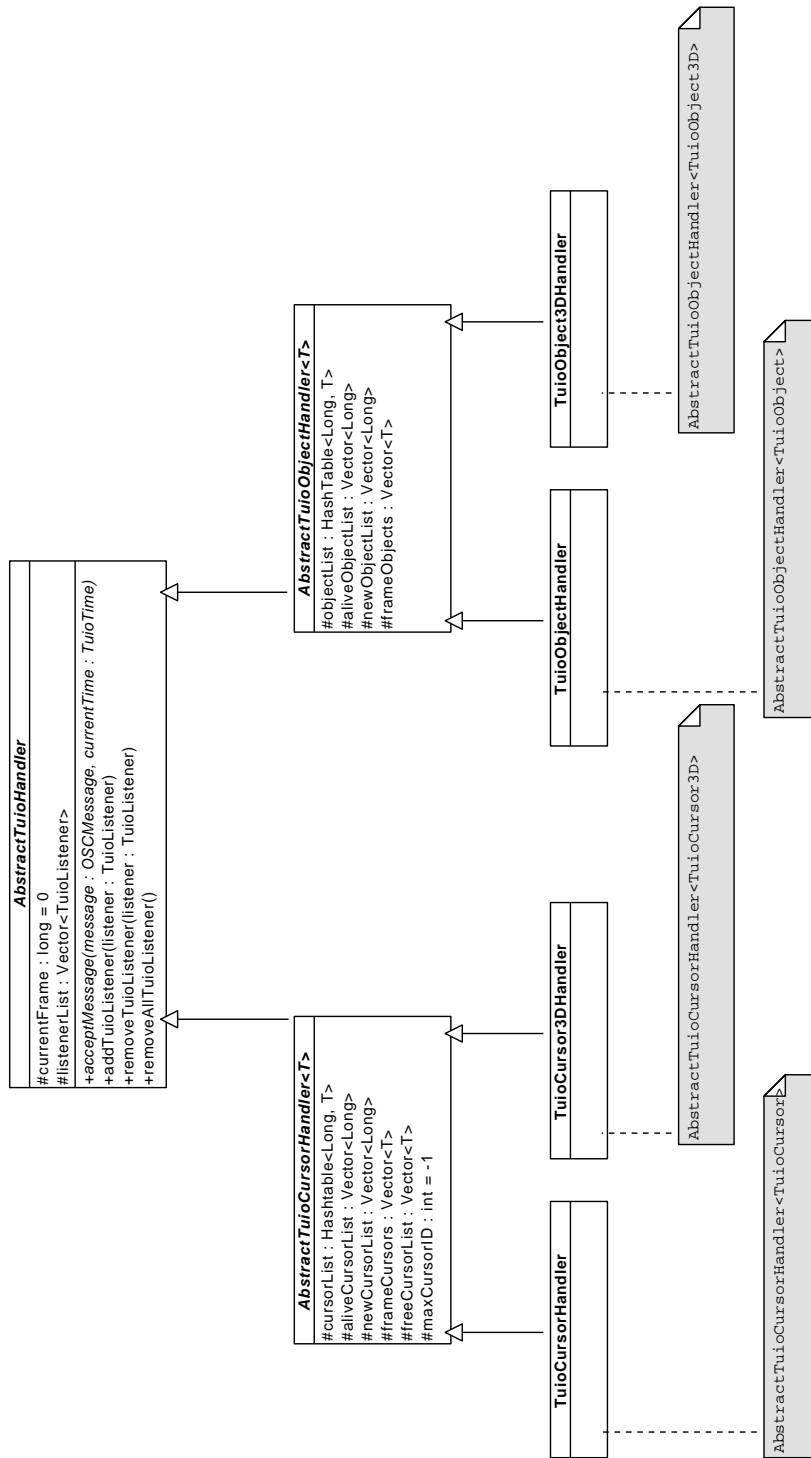 AbstractTuioHandler
#currentFrame : long = 0
#listenerList : Vector<TuioListener>
+acceptMessage(message : OSCMessage, currentTime : TuioTime)
+addTuioListener(listener : TuioListener)
+removeTuioListener(listener : TuioListener)
+removeAllTuioListener()
AbstractTuioCursorHandler<T>
#cursorList : Hashtable<Long, T>
#aliveCursorList : Vector<Long>
#newCursorList : Vector<Long>
#frameCursors : Vector<T>
#freeCursorList : Vector<T>
#maxCursorID : int = -1
AbstractTuioObjectHandler<T>
#objectList : HashTable<Long, T>
#aliveObjectList : Vector<Long>
#newObjectList : Vector<Long>
#frameObjects : Vector<T>
TuioCursorHandler
TuioCursor3DHandler
TuioObjectHandler
TuioObject3DHandler
AbstractTuioCursorHandler<TuioCursor3D>
AbstractTuioObjectHandler<TuioObject3D>
AbstractTuioCursorHandler<TuioCursor>
AbstractTuioObjectHandler<TuioObject>